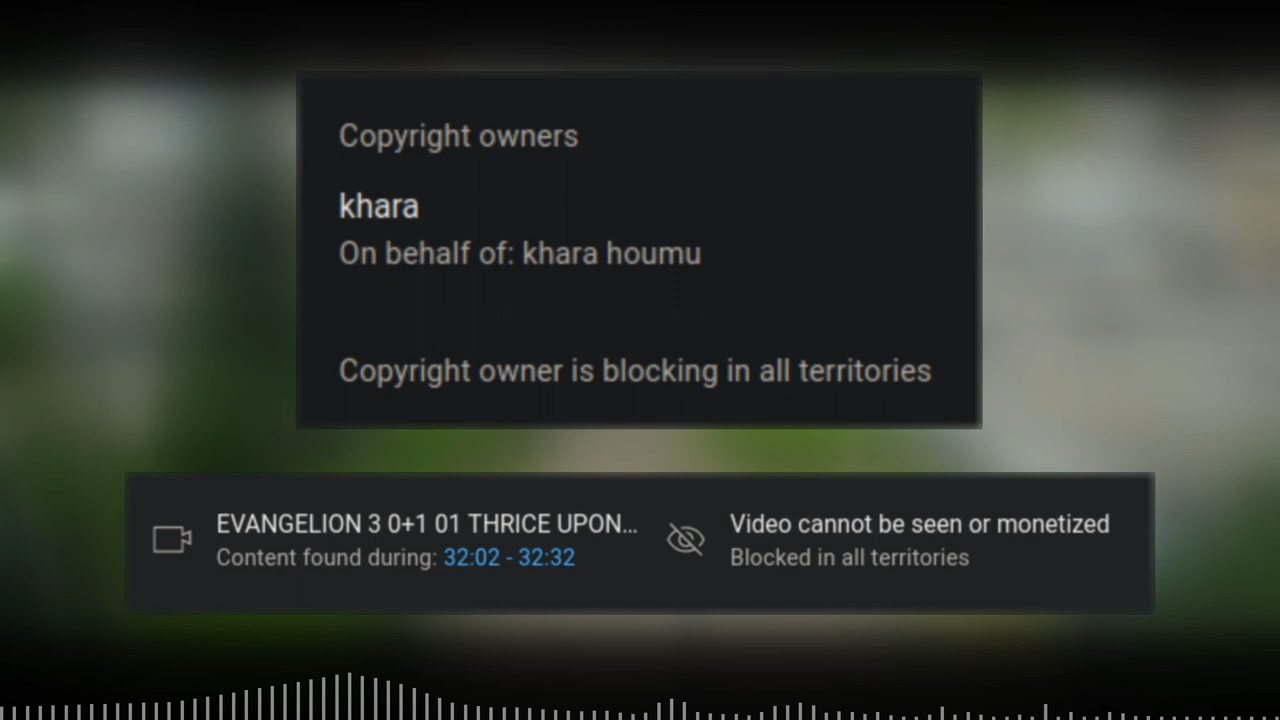 Copyright owners
khara
On behalf of: khara houmu
Copyright owner is blocking in all territories
EVANGELION 3 0+1 01 THRICE UPON...
Content found during: 32:02 - 32:32
Video cannot be seen or monetized
Blocked in all territories